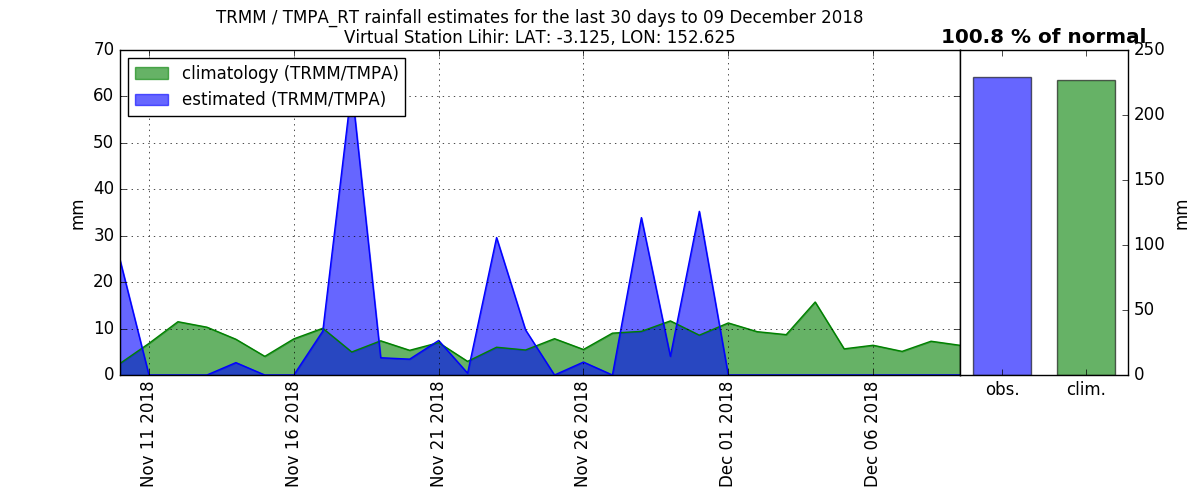 TRMM / TMPA_RT rainfall estimates for the last 30 days to 09 December 2018
Virtual Station Lihir: LAT: -3.125, LON: 152.625
100.8 % of normal
climatology (TRMM/TMPA)
estimated (TRMM/TMPA)
70
60
50
40
30
20
10
0
mm
Nov 11 2018
Nov 16 2018
Nov 21 2018
Nov 26 2018
Dec 01 2018
Dec 06 2018
obs.
clim.
250
200
150
100
50
0
mm